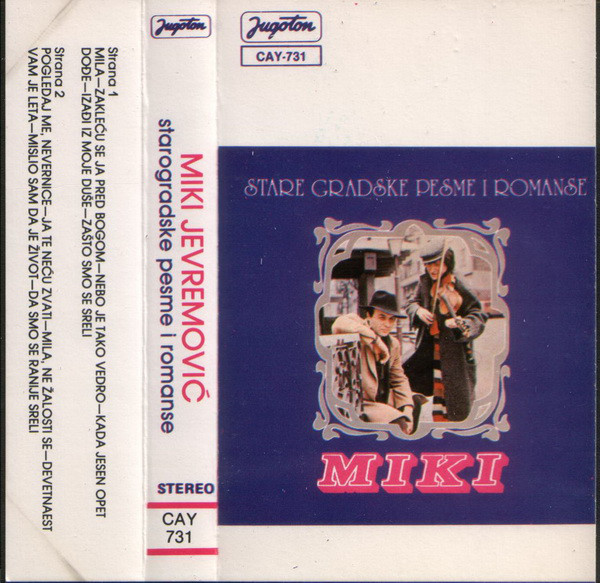 Strana 1
MILA—ZAKLEĆU SE JA PRED BOGOM—NEBO JE TAKO VEDRO—KADA JESEN OPET
DOĐE—IZAĐI IZ MOJE DUŠE—ZAŠTO SMO SE SRELI
Strana 2
POGLEDAJ ME, NEVERNICE—JA TE NEĆU ZVATI—MILA, NE ŽALOSTI SE—DEVETNAEST
VAM JE LETA—MISLIO SAM DA JE ŽIVOT—DA SMO SE RANIJE SRELI
Jugoton
MIKI JEVREMOVIĆ
starogradske pesme i romanse
STEREO
CAY
731
Jugoton
CAY-731
STARE GRADSKE PESME I ROMANSE
MIKI